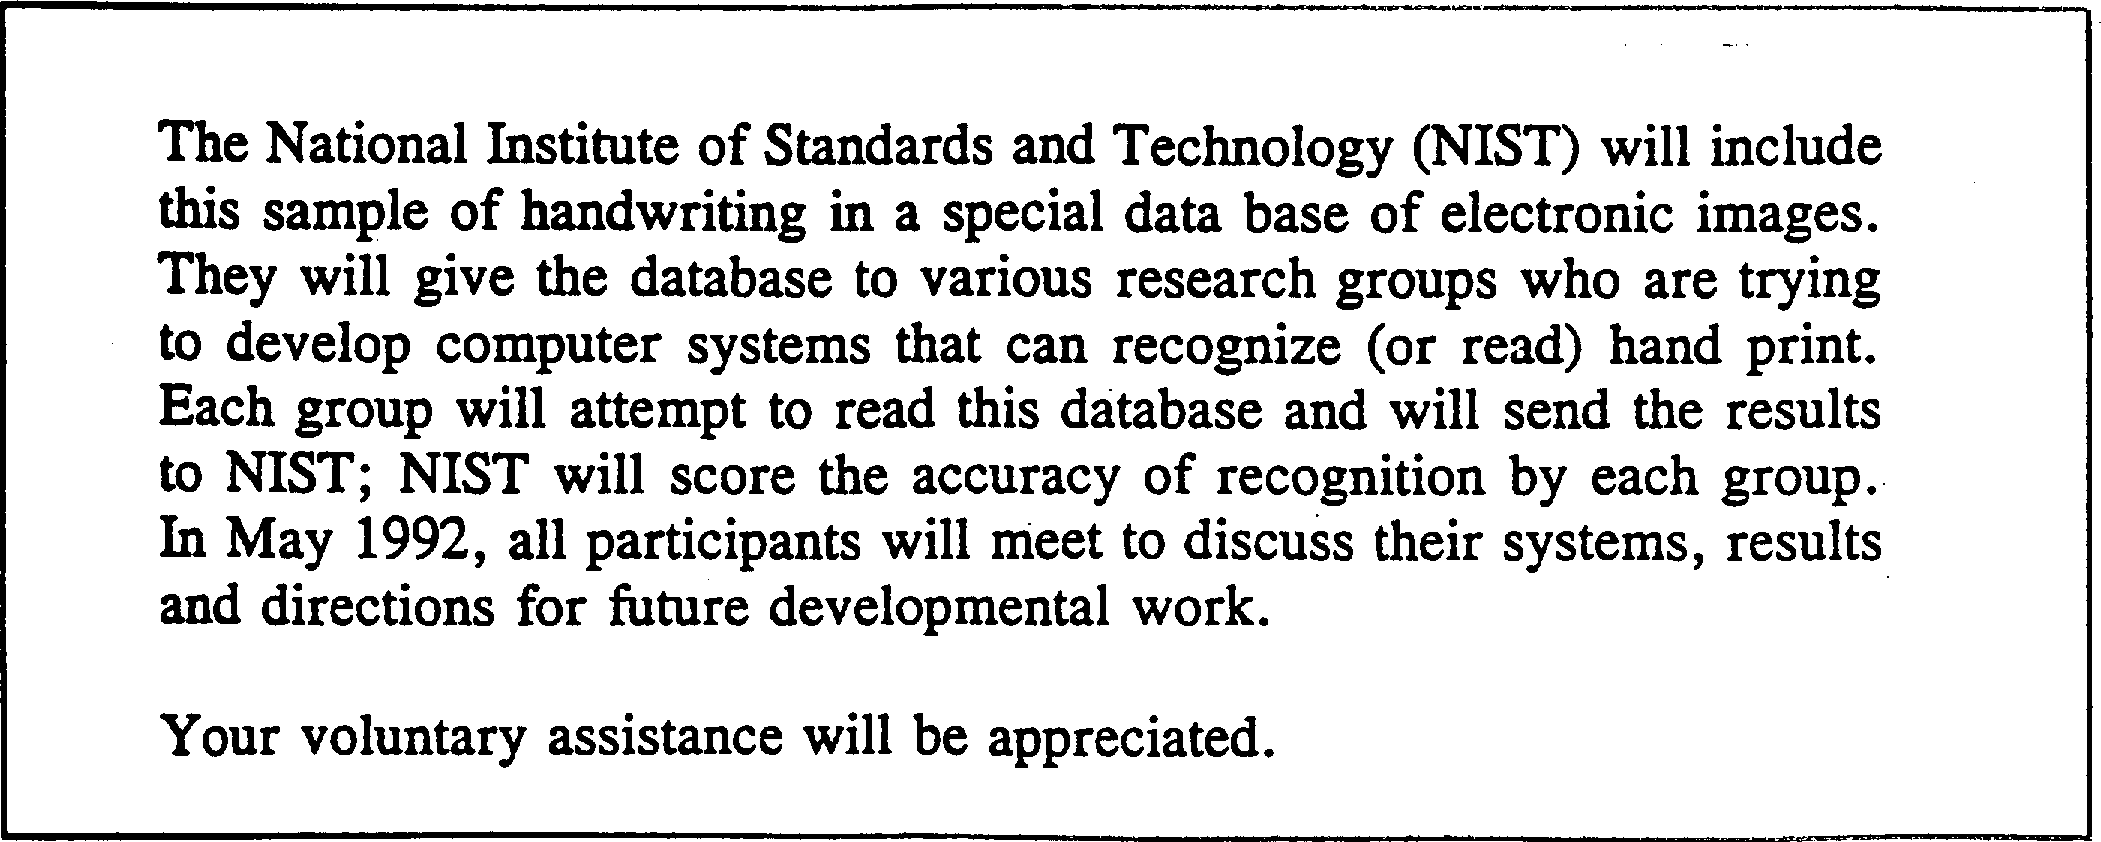 The National Institute of Standards and Technology (NIST) will include
this sample of handwriting in a special data base of electronic images.
They will give the database to various research groups who are trying
to develop computer systems that can recognize (or read) hand print.
Each group will attempt to read this database and will send the results
to NIST; NIST will score the accuracy of recognition by each group.
In May 1992, all participants will meet to discuss their systems, results
and directions for future developmental work.
Your voluntary assistance will be appreciated.